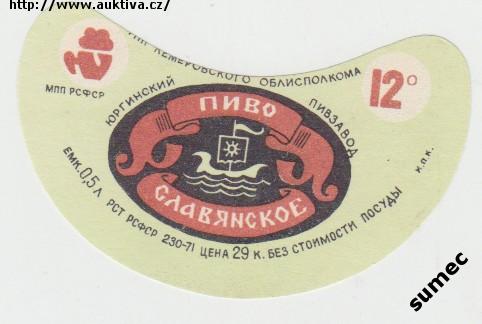 http://www.auktiva.cz/
КЕМЕРОВСКОГО ОБЛИСПОЛКОМА
МПП РСФСР
ЮРГИНСКИЙ ПИВЗАВОД
12°
ПИВО
СЛАВЯНСКОЕ
ЕМК. 0,5 Л. РСТ РСФСР 230-71 ЦЕНА 29 К. БЕЗ СТОИМОСТИ ПОСУДЫ
К.П.К.
sumec